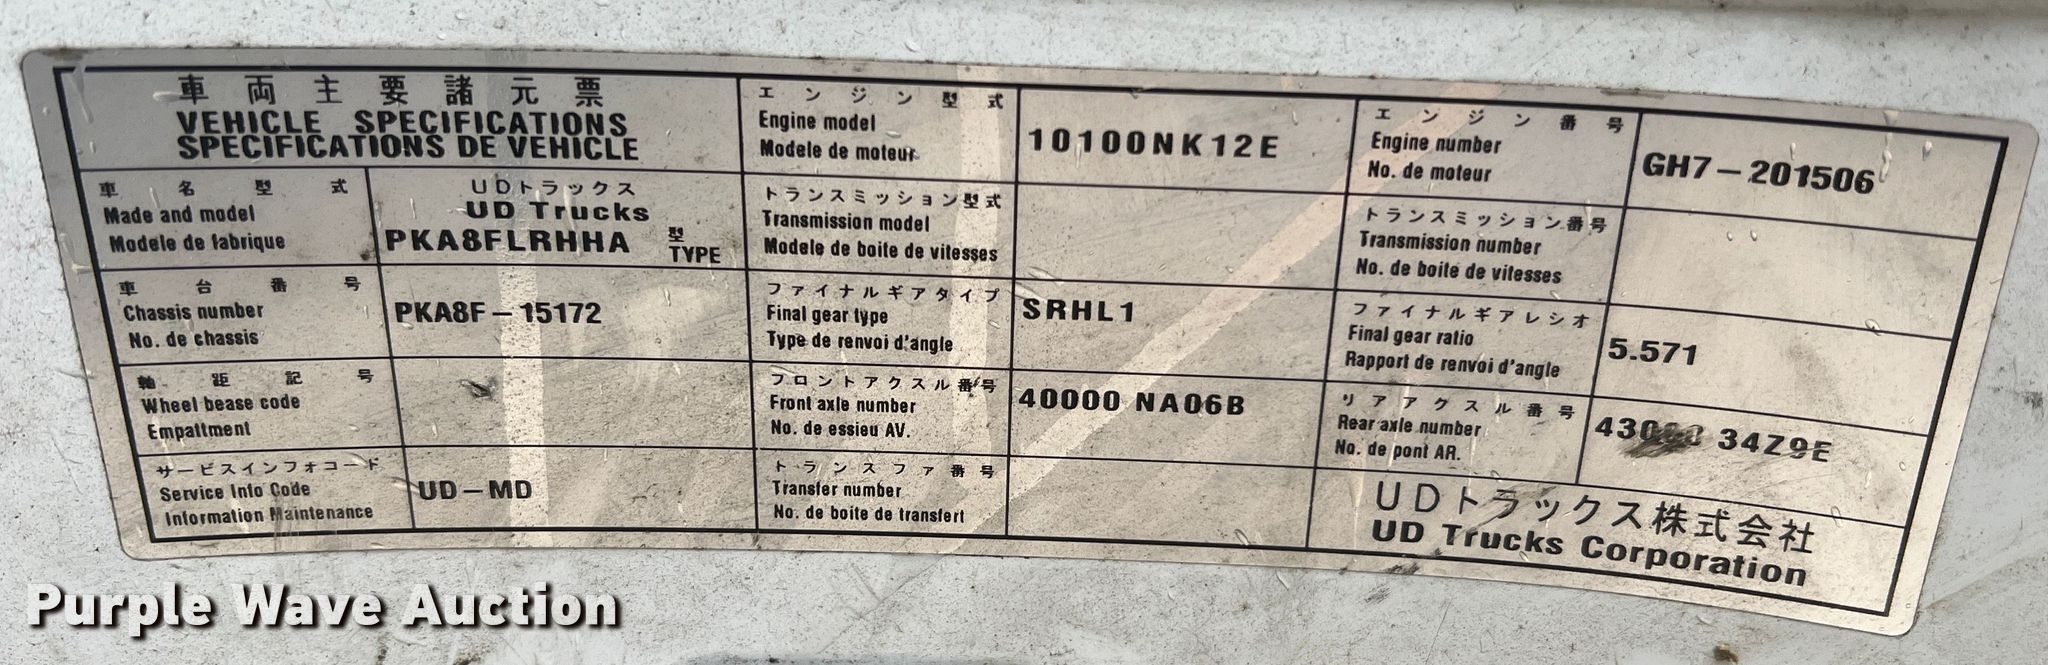 車両主要諸元票
VEHICLE SPECIFICATIONS
SPECIFICATIONS DE VEHICLE
車名型式
Made and model
Modele de fabrique
UDトラックス
UD Trucks
PKA8FLRHHA 型
TYPE
車台番号
Chassis number
No. de chassis
PKA8F-15172
軸距記号
Wheel bease code
Empattment
サービスインフォコード
Service Info Code
Information Maintenance
UD-MD
エンジン型式
Engine model
Modele de moteur
10100NK12E
トランスミッション型式
Transmission model
Modele de boite de vitesses
ファイナルギアタイプ
Final gear type
Type de renvoi d'angle
SRHL1
フロントアクスル番号
Front axle number
No. de essieu AV.
40000 NA06B
トランスファ番号
Transfer number
No. de boite de transfert
エンジン番号
Engine number
No. de moteur
GH7-201506
トランスミッション番号
Transmission number
No. de boite de vitesses
ファイナルギアレシオ
Final gear ratio
Rapport de renvoi d'angle
5.571
リアアクスル番号
Rear axle number
No. de pont AR.
34Z9E
UDトラックス株式会社
UD Trucks Corporation
Purple Wave Auction